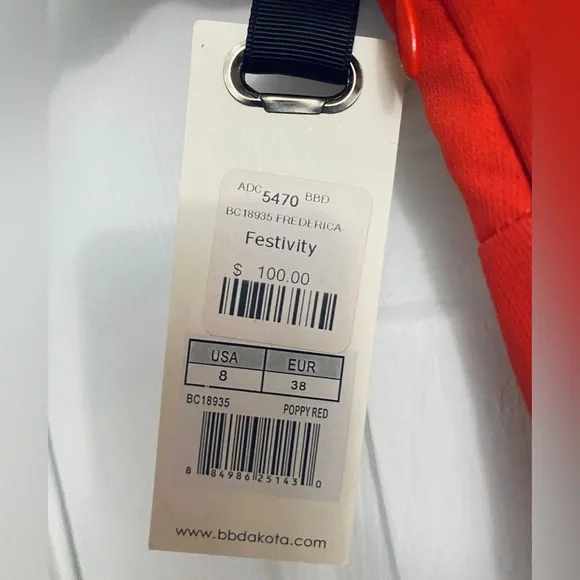 ADC 5470 BBD
BC18935 FREDERICA
Festivity
$ 100.00
USA EUR
8 38
BC18935 POPPY RED
8 84986 25143 0
www.bbdakota.com